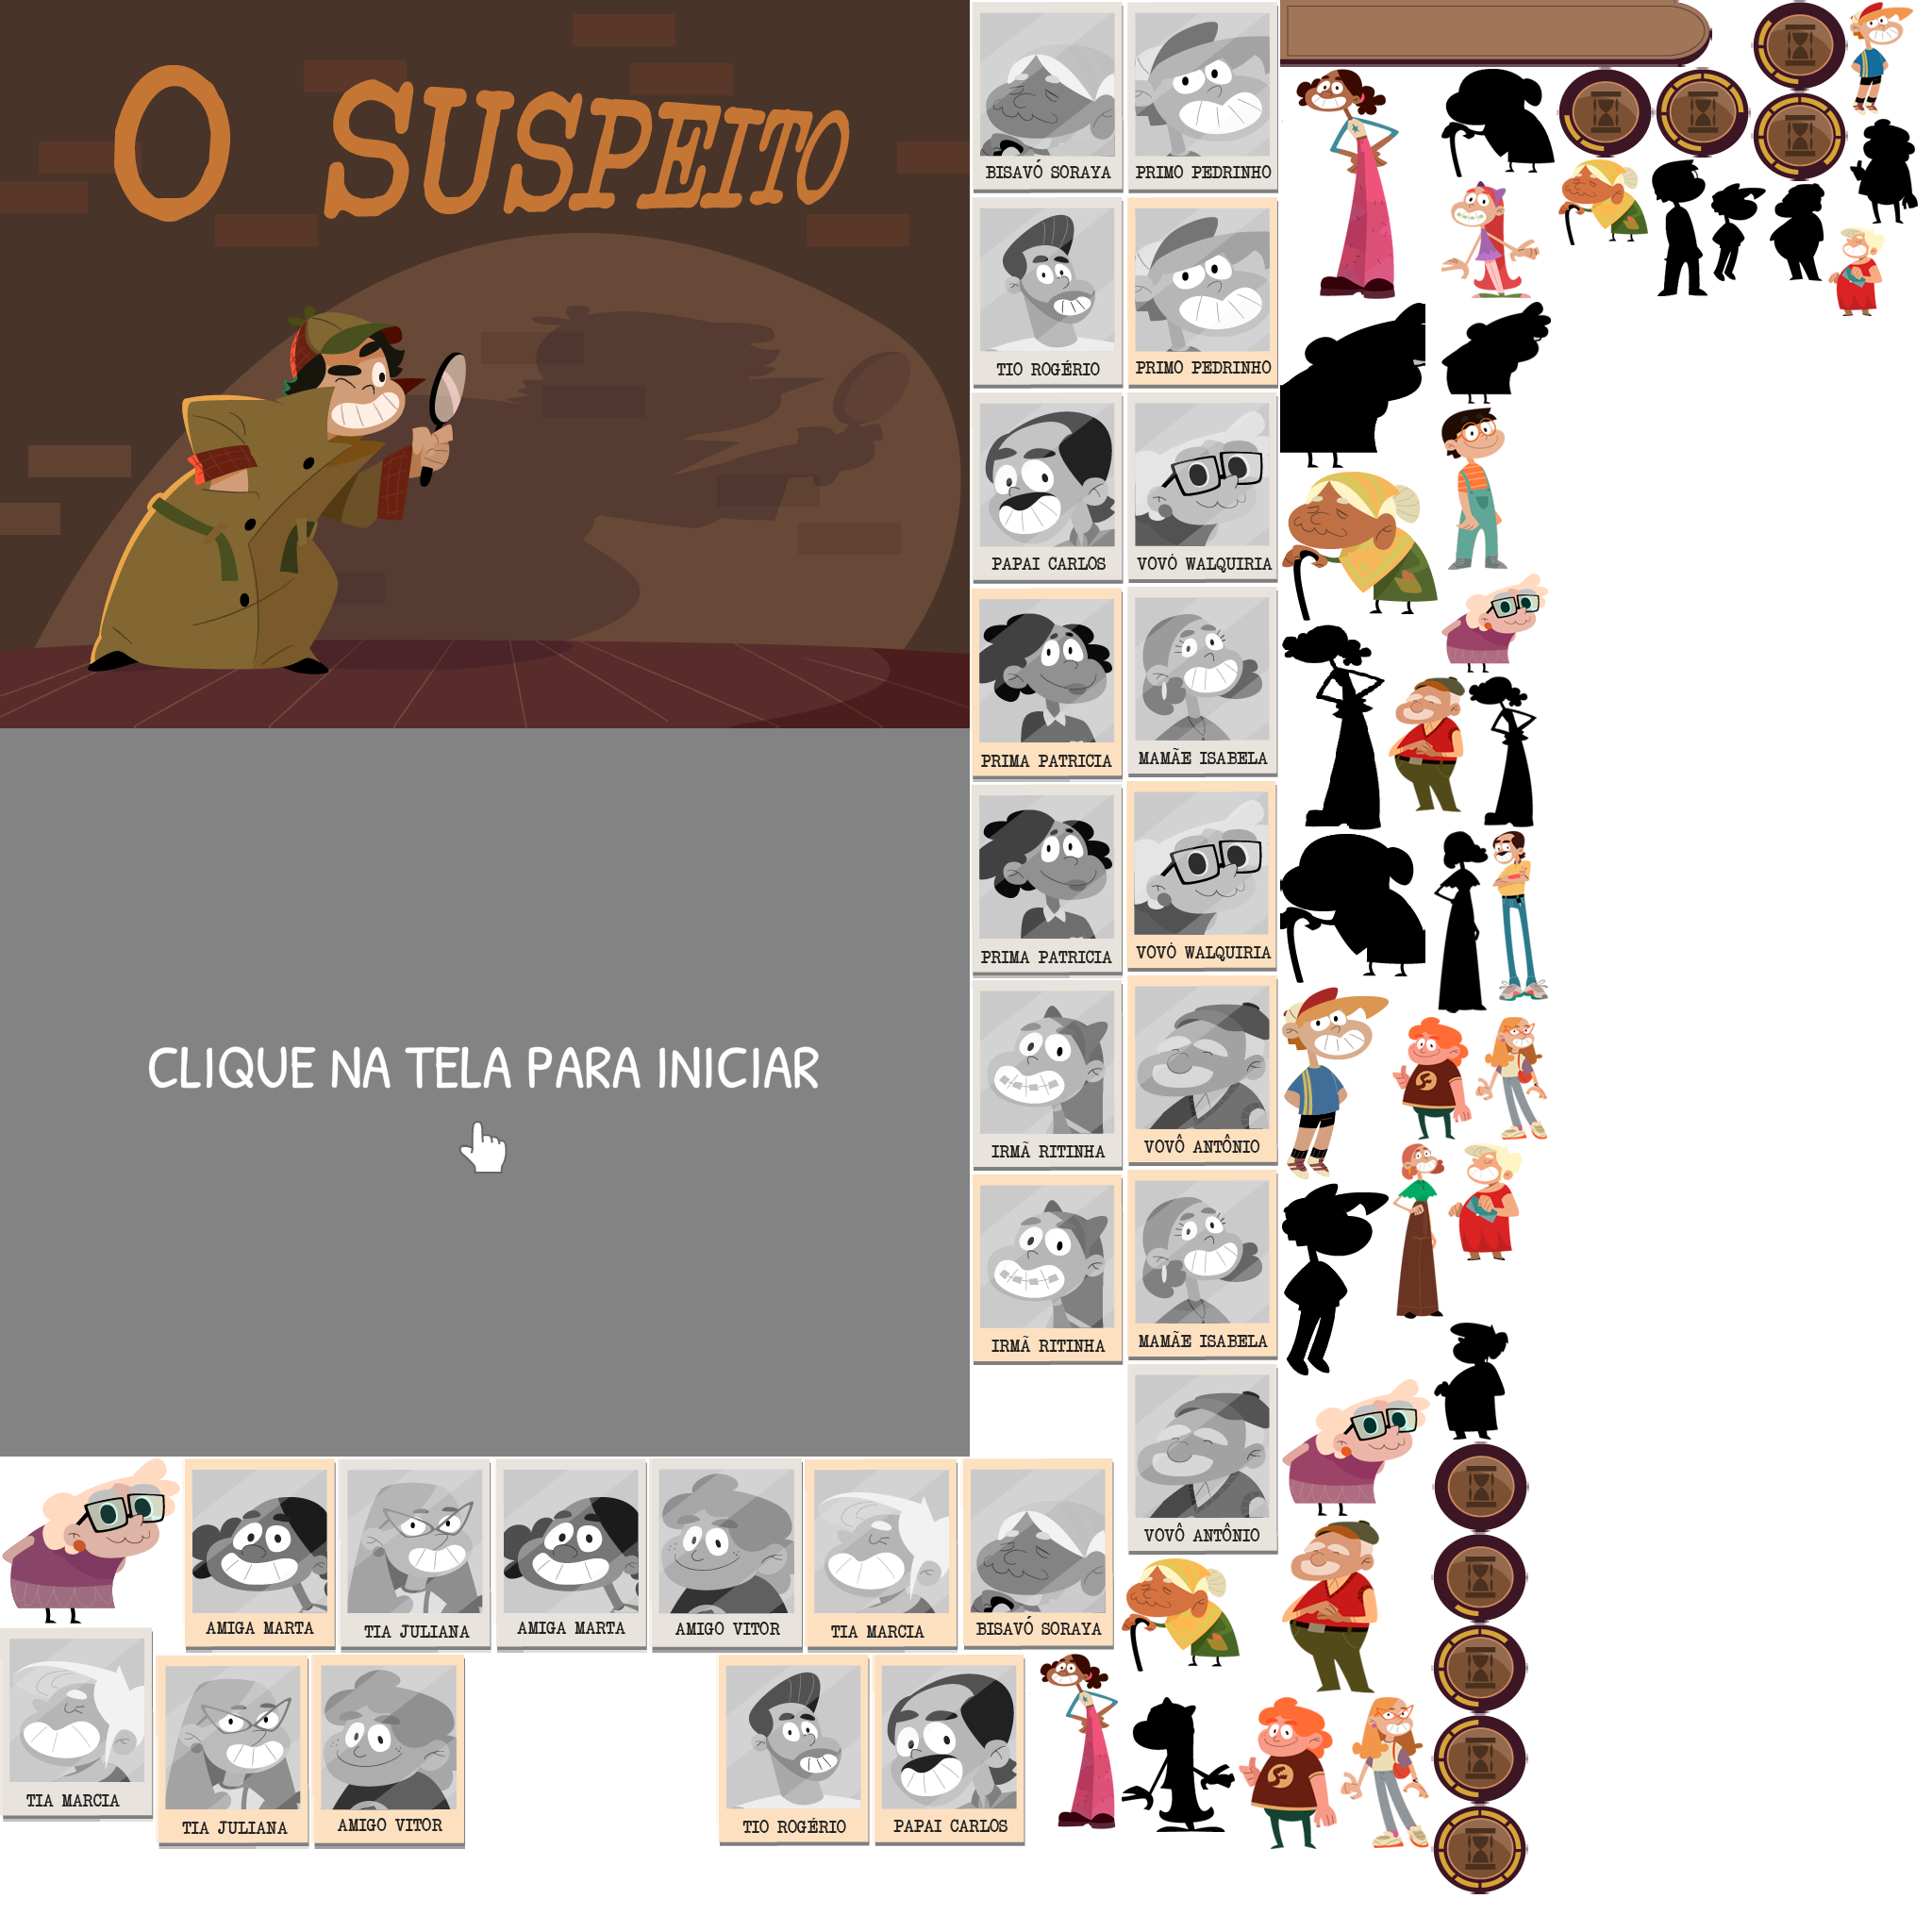 O SUSPEITO
BISAVÓ SORAYA
PRIMO PEDRINHO
TIO ROGÉRIO
PRIMO PEDRINHO
PAPAI CARLOS
VOVÓ WALQUIRIA
PRIMA PATRICIA
MAMÃE ISABELA
PRIMA PATRICIA
VOVÓ WALQUIRIA
IRMÃ RITINHA
VOVÔ ANTÔNIO
IRMÃ RITINHA
MAMÃE ISABELA
VOVÔ ANTÔNIO
CLIQUE NA TELA PARA INICIAR
AMIGA MARTA
TIA JULIANA
AMIGA MARTA
AMIGO VITOR
TIA MARCIA
BISAVÓ SORAYA
TIA MARCIA
TIA JULIANA
AMIGO VITOR
TIO ROGÉRIO
PAPAI CARLOS